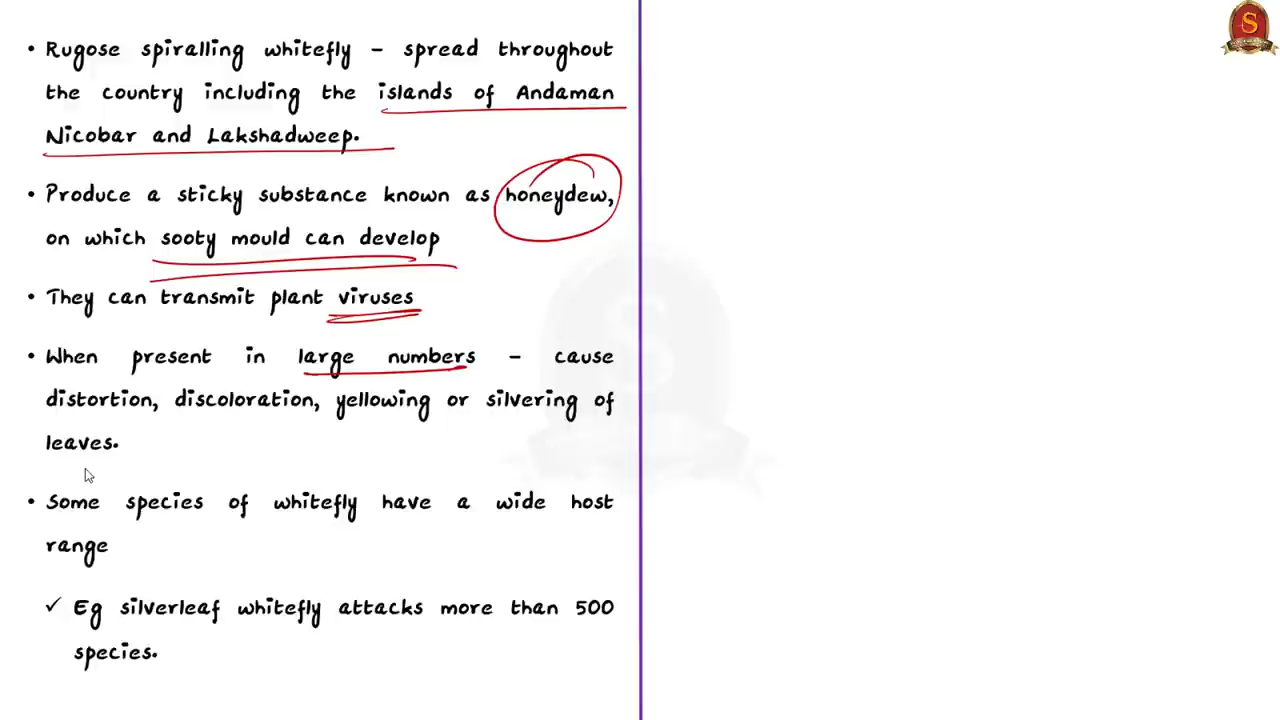 • Rugose spiralling whitefly – spread throughout
the country including the islands of Andaman
Nicobar and Lakshadweep.
• Produce a sticky substance known as honeydew,
on which sooty mould can develop
• They can transmit plant viruses
• When present in large numbers – cause
distortion, discoloration, yellowing or silvering of
leaves.
• Some species of whitefly have a wide host
range
✓ Eg silverleaf whitefly attacks more than 500
species.
S